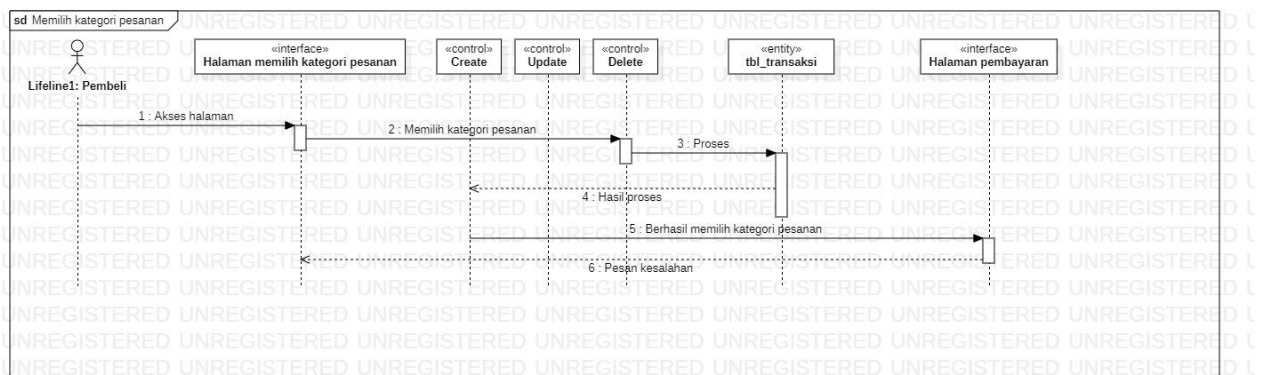 sd Memilih kategori pesanan
«interface»
Halaman memilih kategori pesanan
«control»
Create
«control»
Update
«control»
Delete
«entity»
tbl_transaksi
«interface»
Halaman pembayaran
Lifeline1: Pembeli
1 : Akses halaman
2 : Memilih kategori pesanan
3 : Proses
4 : Hasil proses
5 : Berhasil memilih kategori pesanan
6 : Pesan kesalahan
UNREGISTERED